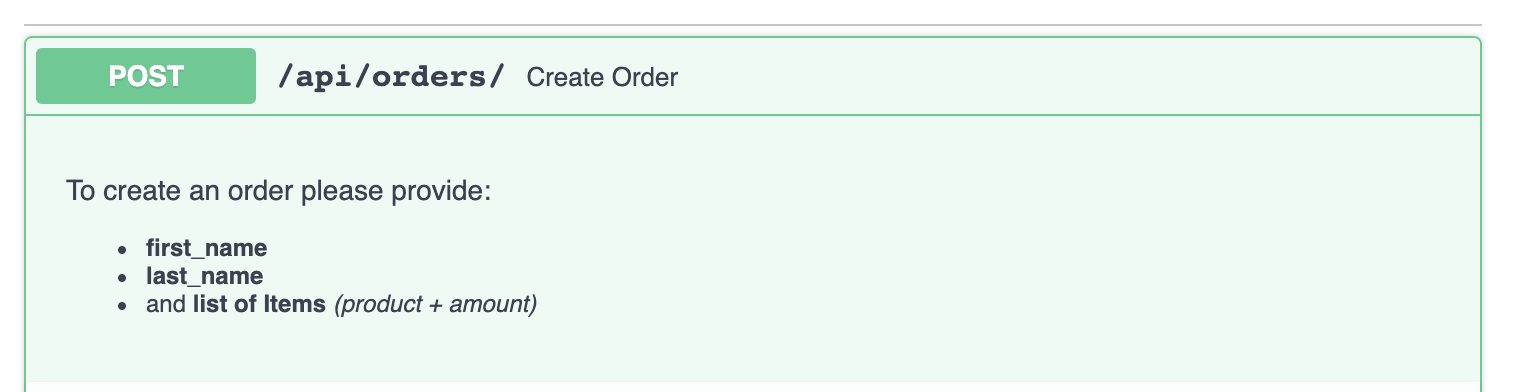 POST /api/orders/ Create Order
To create an order please provide:
first_name
last_name
and list of Items (product + amount)